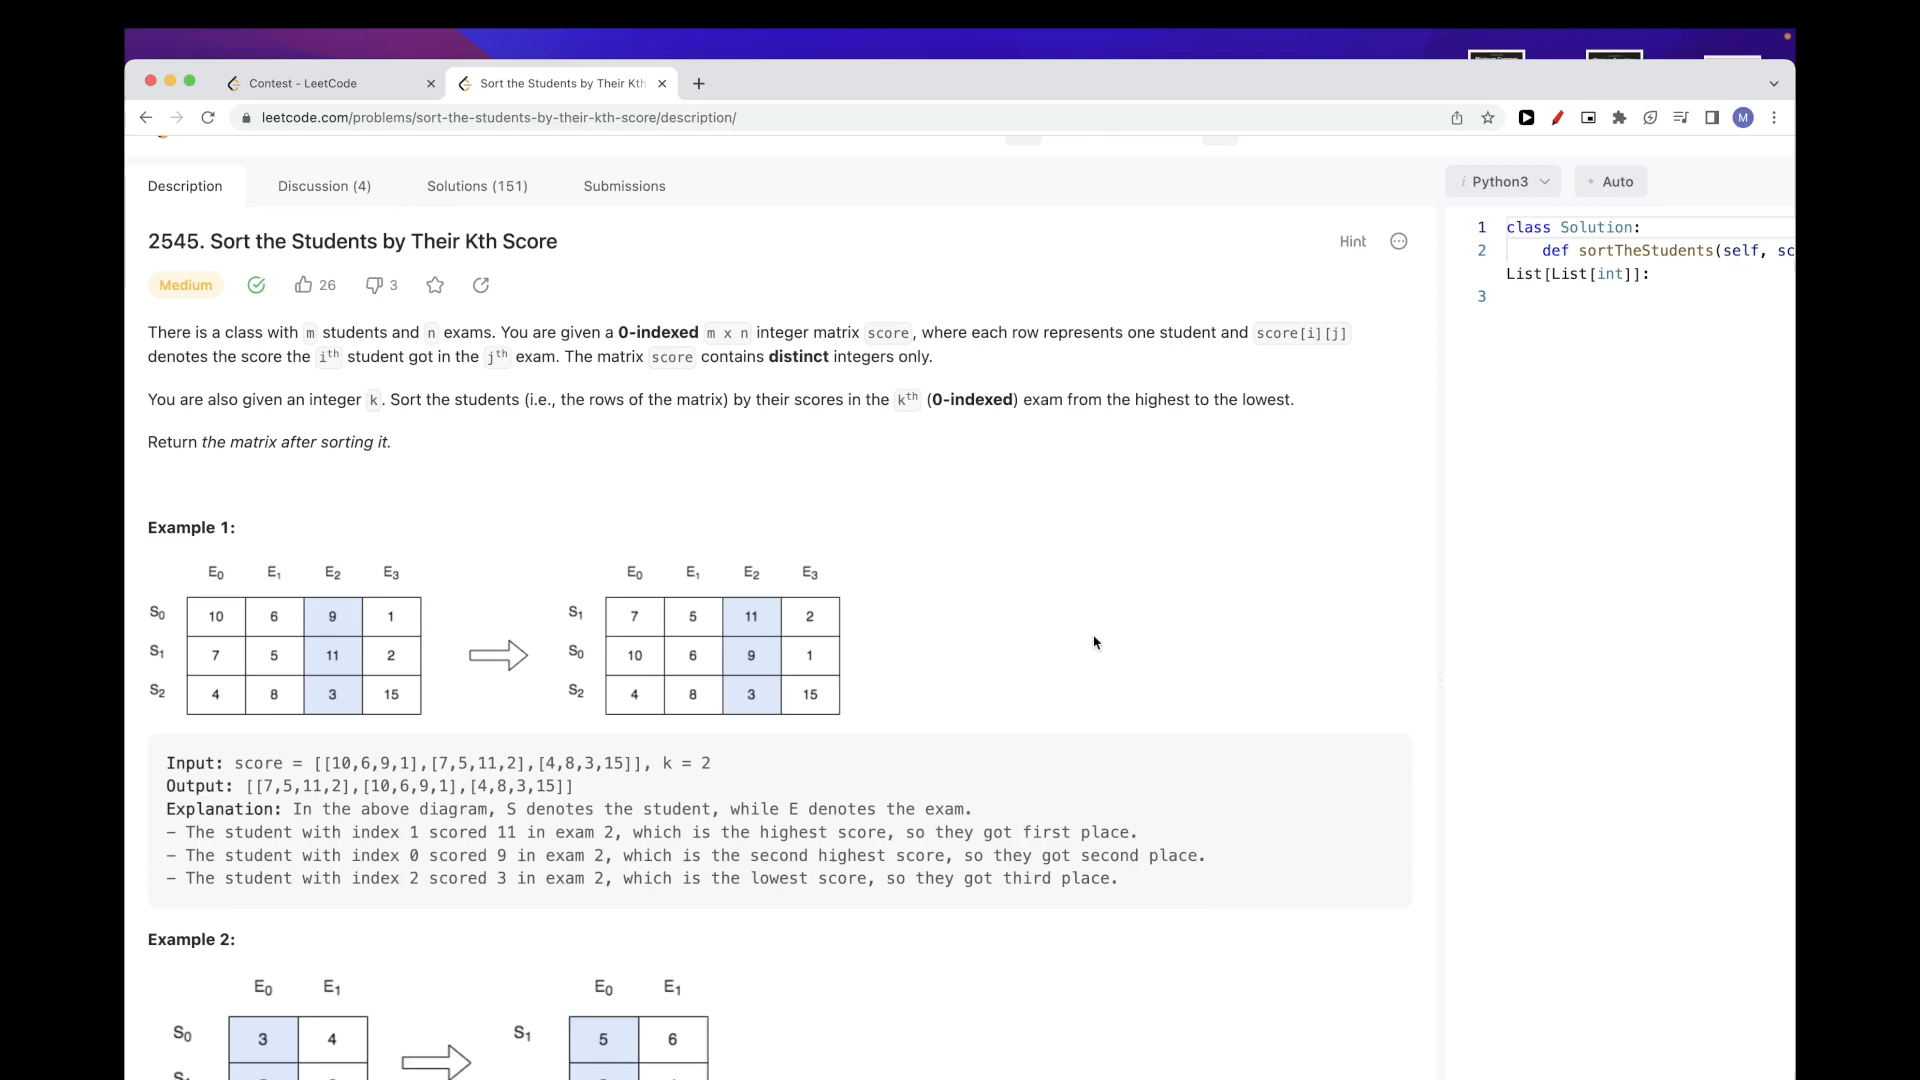 Contest - LeetCode
Sort the Students by Their Kth
leetcode.com/problems/sort-the-students-by-their-kth-score/description/
M
Description
Discussion (4)
Solutions (151)
Submissions
i Python3
Auto
2545. Sort the Students by Their Kth Score
Hint
Medium
26
3
There is a class with m students and n exams. You are given a 0-indexed m x n integer matrix score, where each row represents one student and score[i][j]
denotes the score the ith student got in the jth exam. The matrix score contains distinct integers only.
You are also given an integer k. Sort the students (i.e., the rows of the matrix) by their scores in the kth (0-indexed) exam from the highest to the lowest.
Return the matrix after sorting it.
Example 1:
E0 E1 E2 E3
S0 10 6 9 1
S1 7 5 11 2
S2 4 8 3 15
E0 E1 E2 E3
S1 7 5 11 2
S0 10 6 9 1
S2 4 8 3 15
Input: score = [[10,6,9,1],[7,5,11,2],[4,8,3,15]], k = 2
Output: [[7,5,11,2],[10,6,9,1],[4,8,3,15]]
Explanation: In the above diagram, S denotes the student, while E denotes the exam.
– The student with index 1 scored 11 in exam 2, which is the highest score, so they got first place.
– The student with index 0 scored 9 in exam 2, which is the second highest score, so they got second place.
– The student with index 2 scored 3 in exam 2, which is the lowest score, so they got third place.
Example 2:
E0 E1
S0 3 4
E0 E1
S1 5 6
1 class Solution:
2 def sortTheStudents(self, sc
List[List[int]]:
3